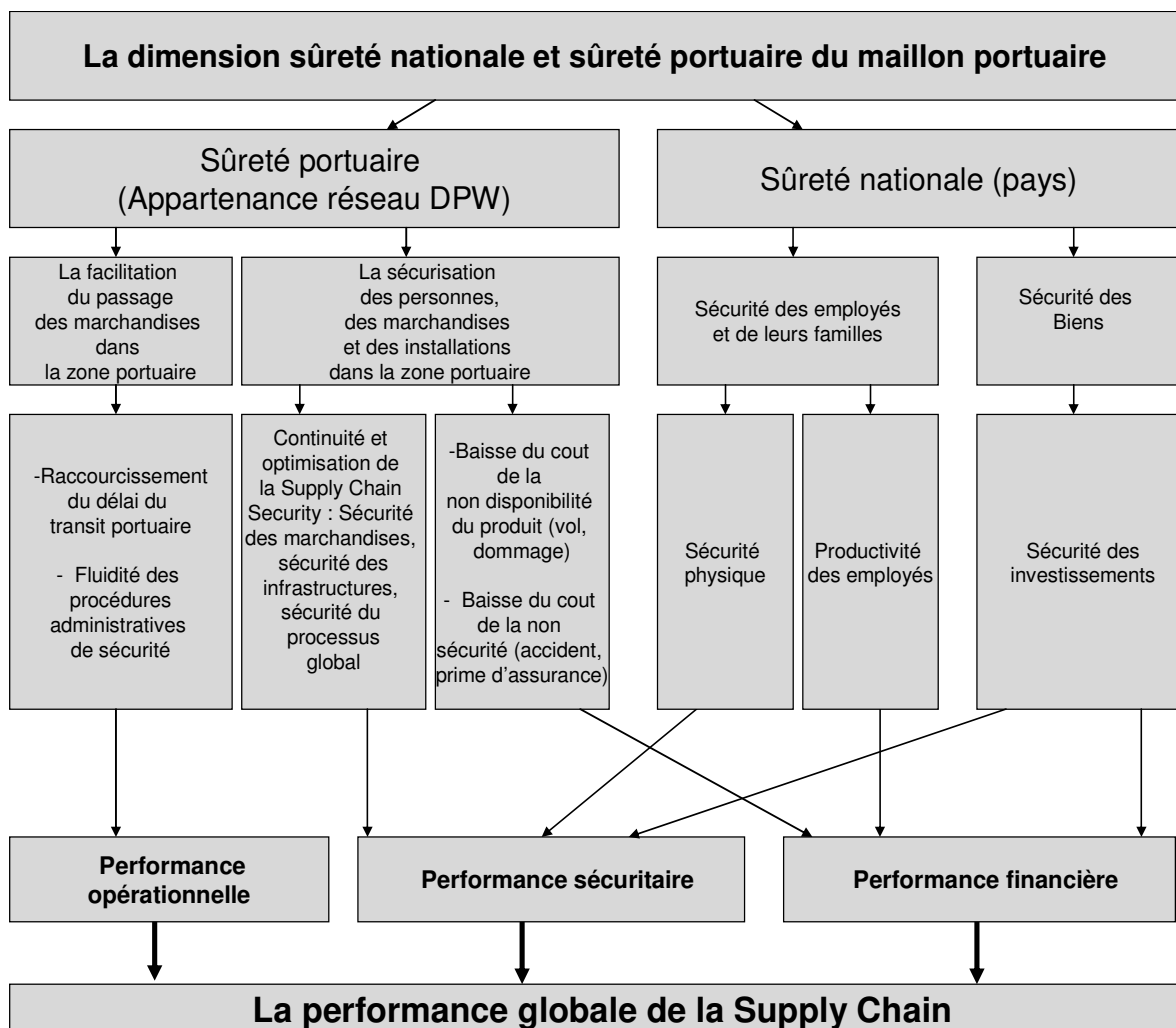 La dimension sûreté nationale et sûreté portuaire du maillon portuaire
Sûreté portuaire
(Appartenance réseau DPW)
Sûreté nationale (pays)
La facilitation
du passage
des marchandises
dans
la zone portuaire
La sécurisation
des personnes,
des marchandises
et des installations
dans la zone portuaire
Sécurité des employés
et de leurs familles
Sécurité des
Biens
-Raccourcissement
du délai du
transit portuaire
- Fluidité des
procédures
administratives
de sécurité
Continuité et
optimisation de
la Supply Chain
Security : Sécurité
des marchandises,
sécurité des
infrastructures,
sécurité du
processus
global
-Baisse du cout
de la
non disponibilité
du produit (vol,
dommage)
- Baisse du cout
de la non
sécurité (accident,
prime d'assurance)
Sécurité
physique
Productivité
des employés
Sécurité des
investissements
Performance
opérationnelle
Performance sécuritaire
Performance financière
La performance globale de la Supply Chain